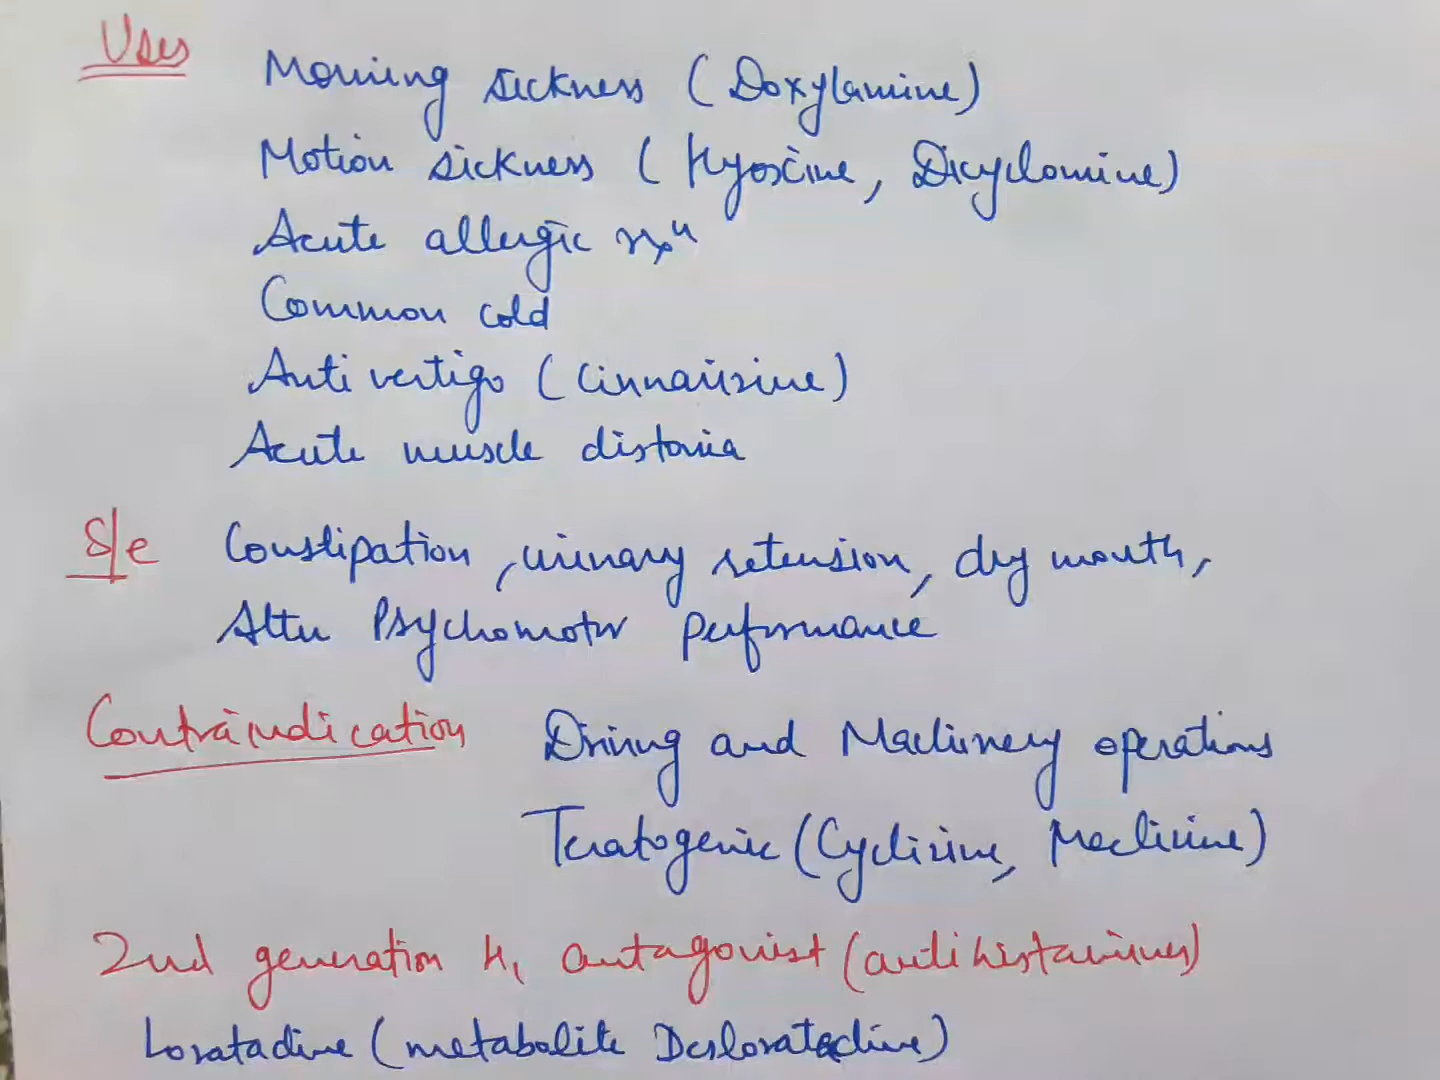 Uses
Morning sickness (Doxylamine)
Motion sickness (Hyoscine, Dicyclomine)
Acute allergic rxn
Common cold
Anti vertigo (Cinnarizine)
Acute muscle distonia
S/e Constipation, urinary retension, dry mouth,
Alter Psychomotor performance
Contraindication Driving and Machinery operations
Teratogenic (Cyclizine, Meclizine)
2nd generation H1 antagonist (antihistamines)
Loratadine (metabolite Desloratadine)